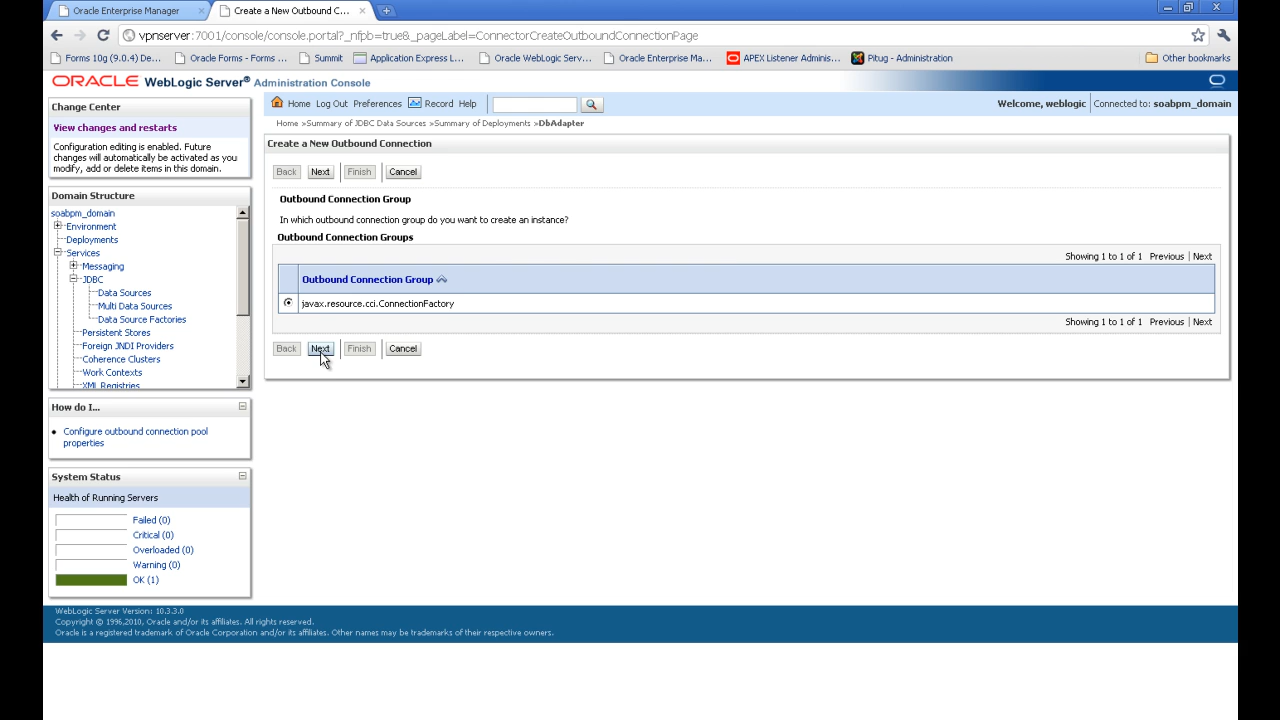 Oracle Enterprise Manager
Create a New Outbound C...
vpnserver:7001/console/console.portal?_nfpb=true&_pageLabel=ConnectorCreateOutboundConnectionPage
Forms 10g (9.0.4) De...
Oracle Forms - Forms ...
Summit
Application Express L...
Oracle WebLogic Serv...
Oracle Enterprise Ma...
APEX Listener Adminis...
Pitug - Administration
Other bookmarks
ORACLE WebLogic Server® Administration Console
Change Center
View changes and restarts
Configuration editing is enabled. Future
changes will automatically be activated as you
modify, add or delete items in this domain.
Domain Structure
soabpm_domain
Environment
Deployments
Services
Messaging
JDBC
Data Sources
Multi Data Sources
Data Source Factories
Persistent Stores
Foreign JNDI Providers
Coherence Clusters
Work Contexts
XML Registries
How do I...
Configure outbound connection pool
properties
System Status
Health of Running Servers
Failed (0)
Critical (0)
Overloaded (0)
Warning (0)
OK (1)
Home Log Out Preferences Record Help
Welcome, weblogic Connected to: soabpm_domain
Home >Summary of JDBC Data Sources >Summary of Deployments >DbAdapter
Create a New Outbound Connection
Back Next Finish Cancel
Outbound Connection Group
In which outbound connection group do you want to create an instance?
Outbound Connection Groups
Showing 1 to 1 of 1 Previous | Next
Outbound Connection Group
javax.resource.cci.ConnectionFactory
Showing 1 to 1 of 1 Previous | Next
Back Next Finish Cancel
WebLogic Server Version: 10.3.3.0
Copyright © 1996,2010, Oracle and/or its affiliates. All rights reserved.
Oracle is a registered trademark of Oracle Corporation and/or its affiliates. Other names may be trademarks of their respective owners.